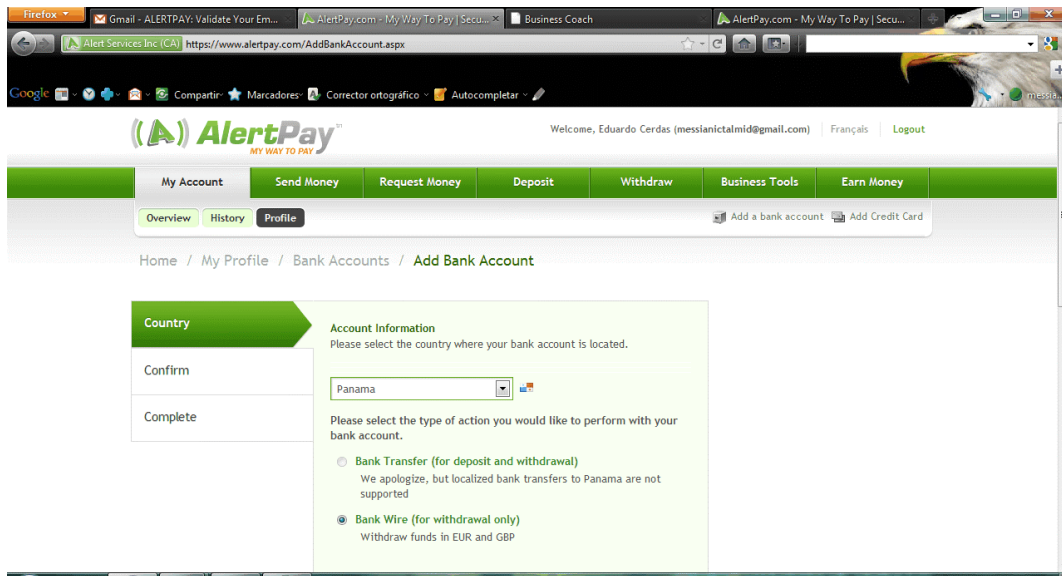 Firefox
Gmail - ALERTPAY: Validate Your Em...
AlertPay.com - My Way To Pay | Secu...
Business Coach
AlertPay.com - My Way To Pay | Secu...
Alert Services Inc (CA)
https://www.alertpay.com/AddBankAccount.aspx
Google
Compartir
Marcadores
Corrector ortográfico
Autocompletar
messia...
AlertPay
MY WAY TO PAY
Welcome, Eduardo Cerdas (messianictalmid@gmail.com)
Français
Logout
My Account
Send Money
Request Money
Deposit
Withdraw
Business Tools
Earn Money
Overview
History
Profile
Add a bank account
Add Credit Card
Home / My Profile / Bank Accounts / Add Bank Account
Country
Confirm
Complete
Account Information
Please select the country where your bank account is located.
Panama
Please select the type of action you would like to perform with your
bank account.
Bank Transfer (for deposit and withdrawal)
We apologize, but localized bank transfers to Panama are not
supported
Bank Wire (for withdrawal only)
Withdraw funds in EUR and GBP